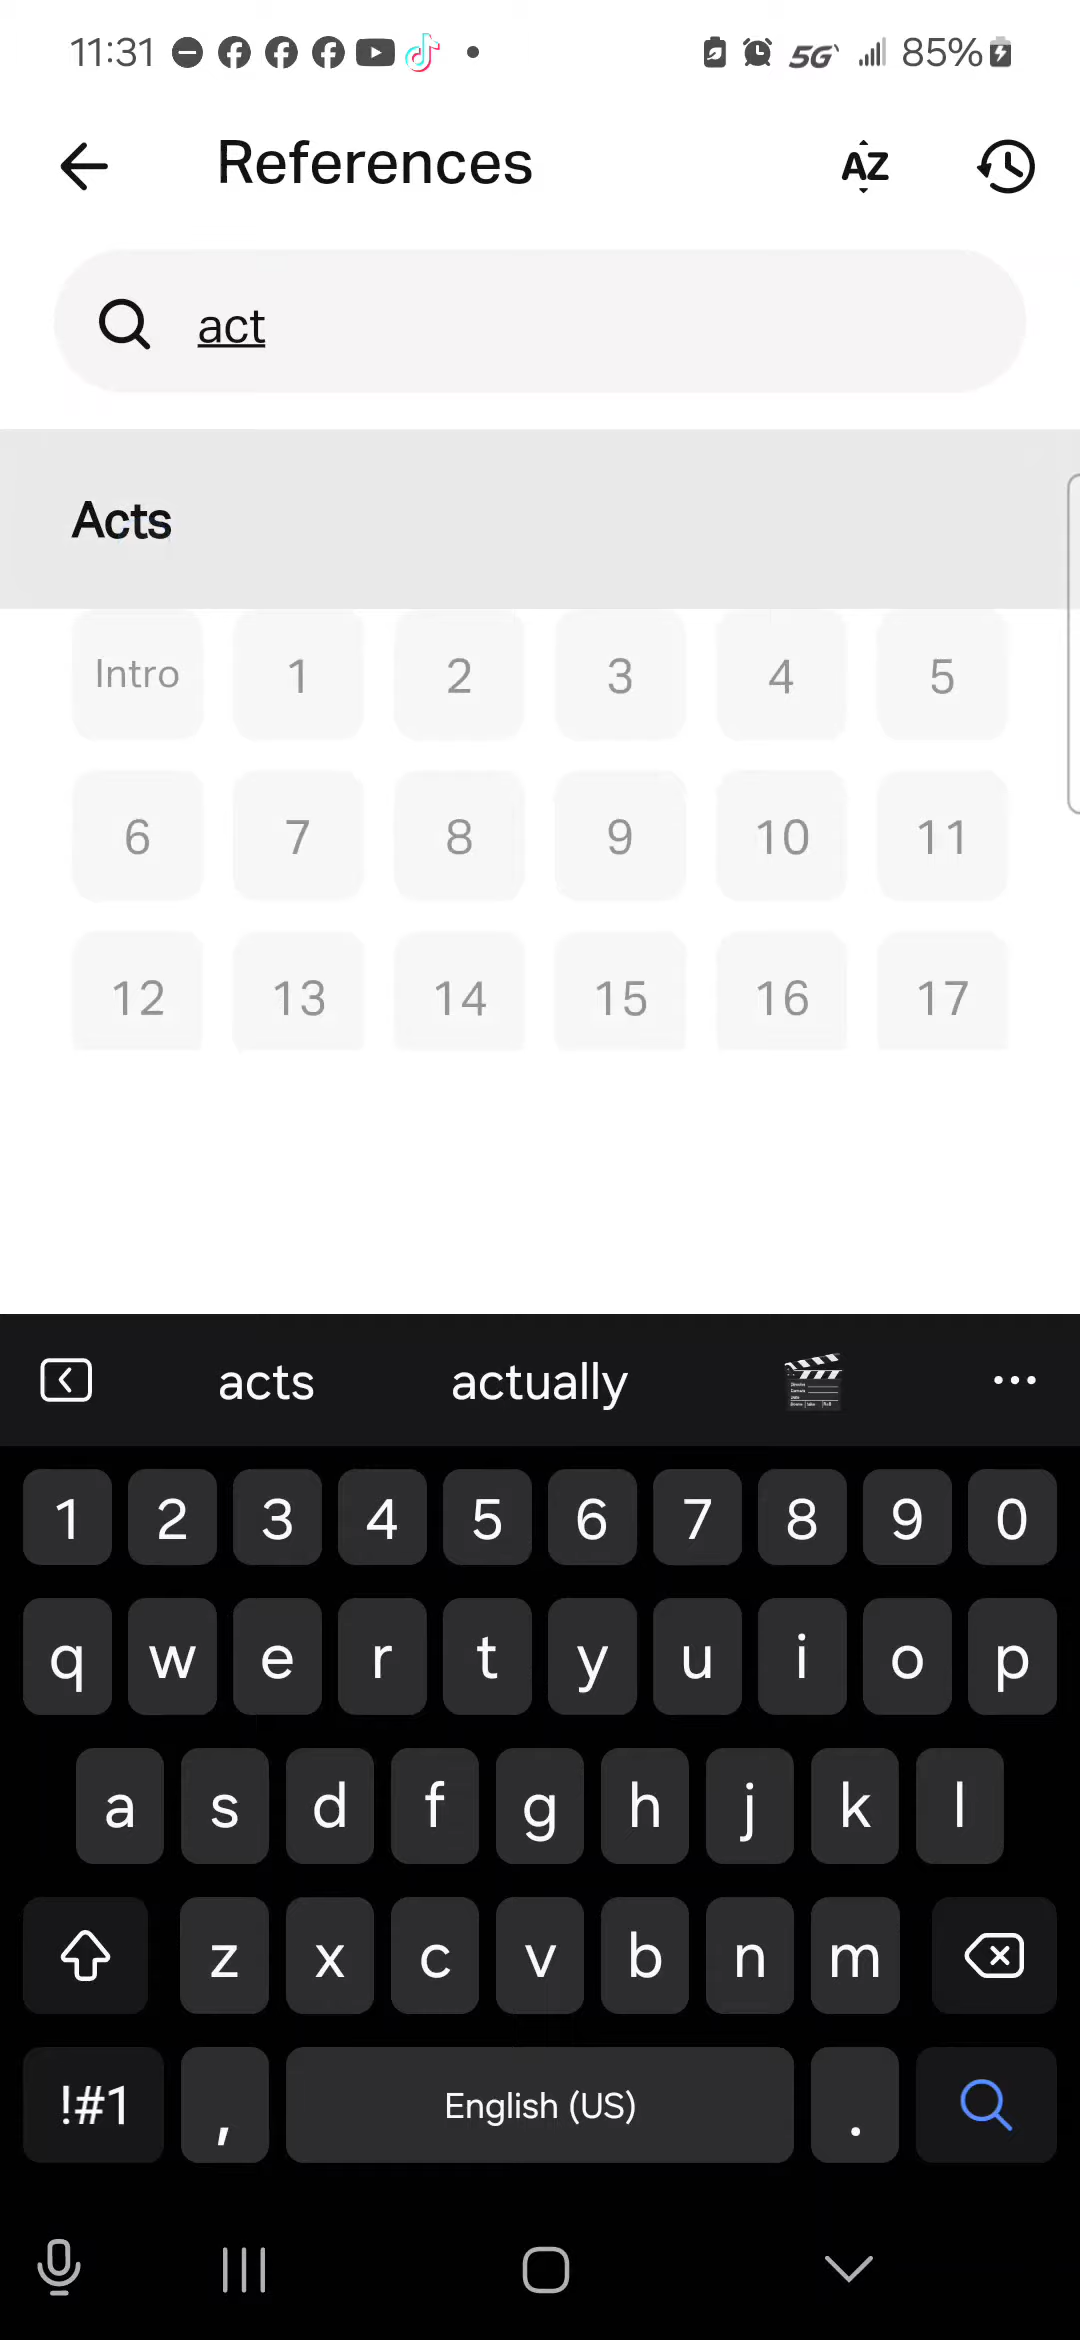 11:31 5G 85%
References AZ
act
Acts
Intro 1 2 3 4 5
6 7 8 9 10 11
12 13 14 15 16 17
acts actually ...
1 2 3 4 5 6 7 8 9 0
q w e r t y u i o p
a s d f g h j k l
z x c v b n m
!#1 , English (US) .